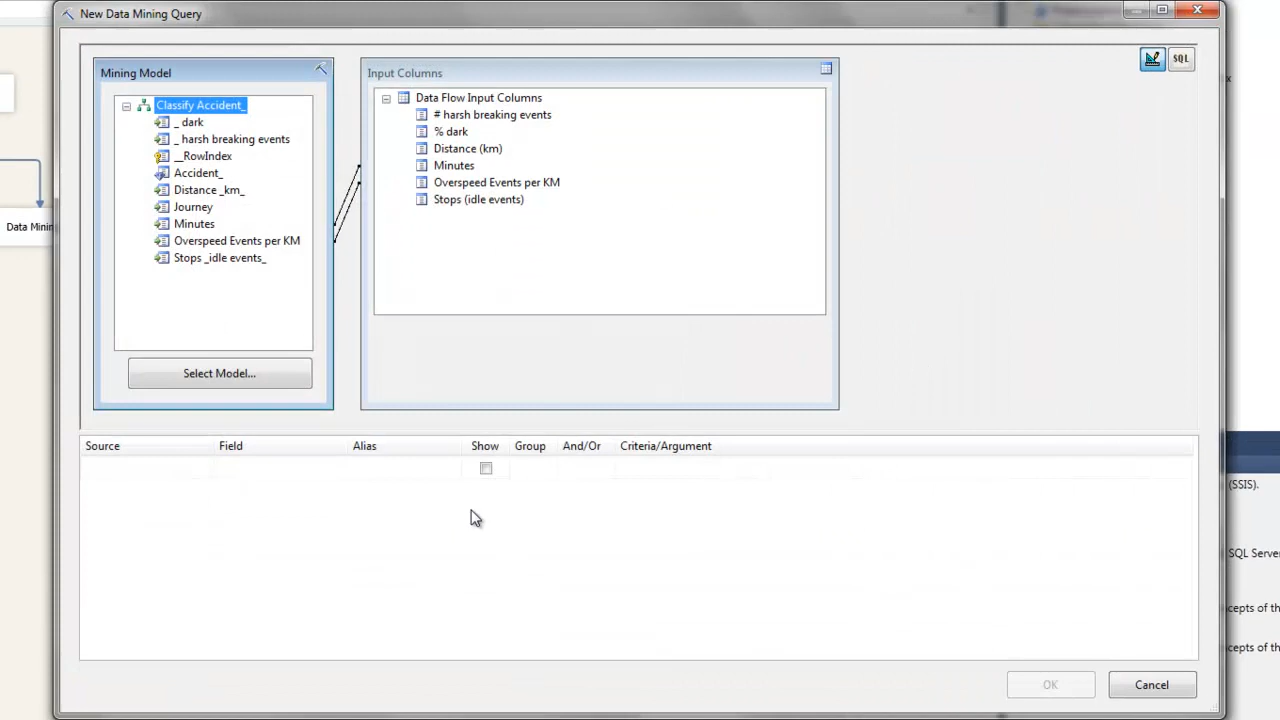 New Data Mining Query
Mining Model
Classify Accident_
_ dark
_ harsh breaking events
__RowIndex
Accident_
Distance _km_
Journey
Minutes
Overspeed Events per KM
Stops _idle events_
Select Model...
Input Columns
Data Flow Input Columns
# harsh breaking events
% dark
Distance (km)
Minutes
Overspeed Events per KM
Stops (idle events)
SQL
Data Mining
Source Field Alias Show Group And/Or Criteria/Argument
OK Cancel
(SSIS).
SQL Server
cepts of th
cepts of th